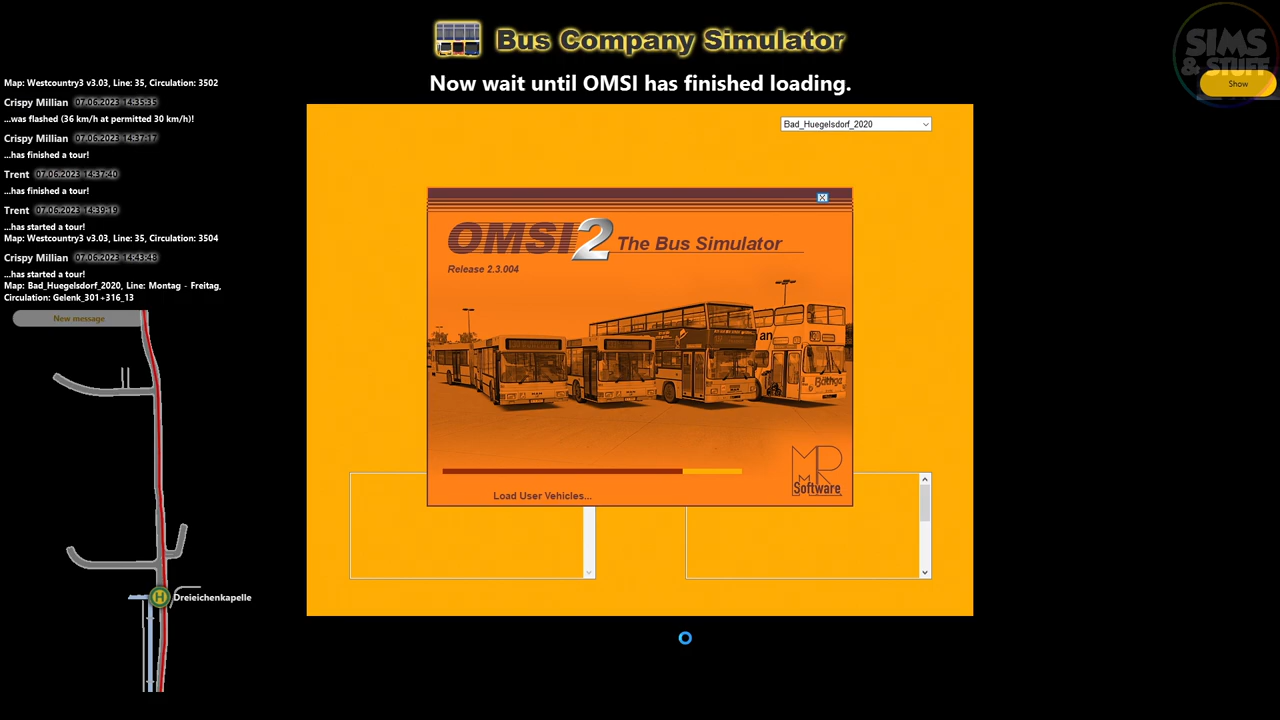 Bus Company Simulator
SIMS
& STUFF
Now wait until OMSI has finished loading.
Show
Map: Westcountry3 v3.03, Line: 35, Circulation: 3502
Crispy Millian 07.06.2023 14:35:35
...was flashed (36 km/h at permitted 30 km/h)!
Crispy Millian 07.06.2023 14:37:17
...has finished a tour!
Trent 07.06.2023 14:37:40
...has finished a tour!
Trent 07.06.2023 14:39:19
...has started a tour!
Map: Westcountry3 v3.03, Line: 35, Circulation: 3504
Crispy Millian 07.06.2023 14:43:48
...has started a tour!
Map: Bad_Huegelsdorf_2020, Line: Montag - Freitag,
Circulation: Gelenk_301+316_13
New message
H Dreieichenkapelle
Bad_Huegelsdorf_2020
OMSI 2 The Bus Simulator
Release 2.3.004
Load User Vehicles...
MR
Software